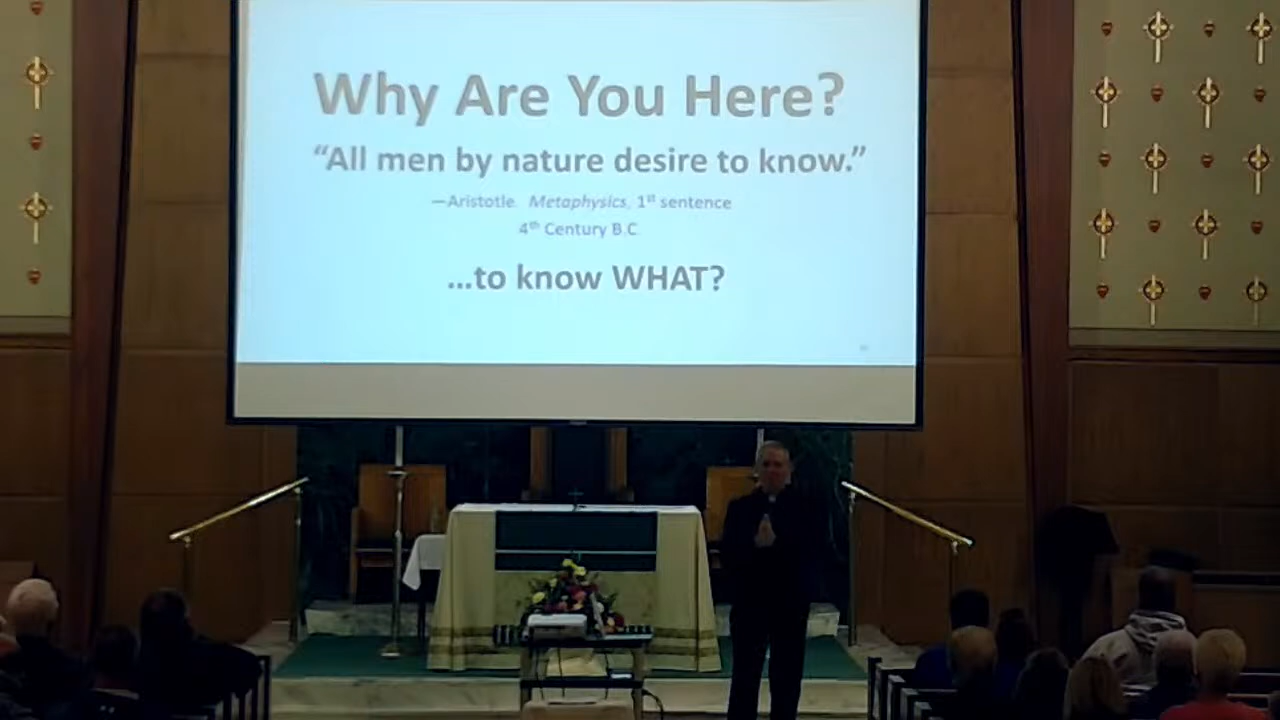 Why Are You Here?
“All men by nature desire to know.”
—Aristotle. Metaphysics, 1st sentence
4th Century B.C.
...to know WHAT?